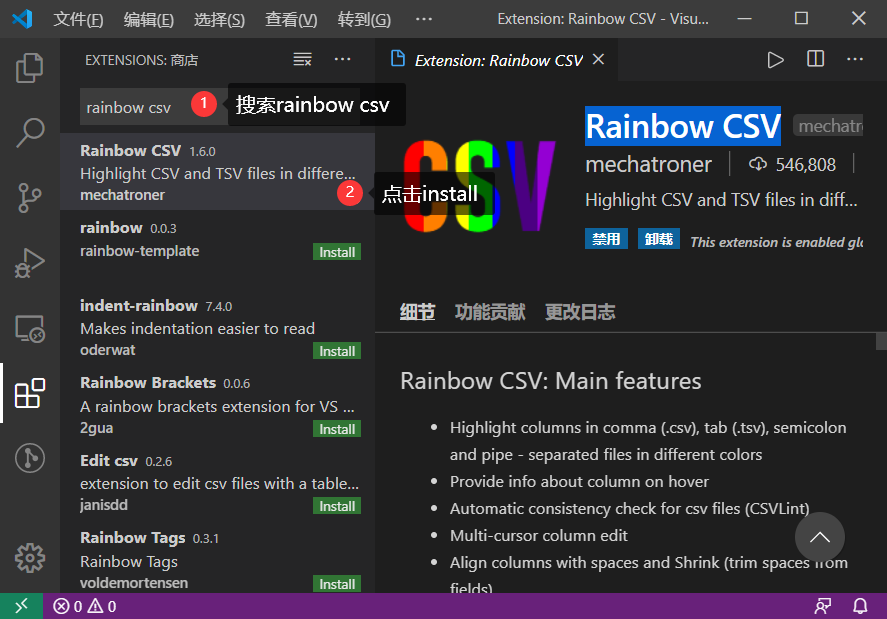 文件(F) 编辑(E) 选择(S) 查看(V) 转到(G) ··· Extension: Rainbow CSV - Visu...
EXTENSIONS: 商店
Extension: Rainbow CSV
rainbow csv
1
搜索rainbow csv
Rainbow CSV 1.6.0
Highlight CSV and TSV files in differe...
mechatroner
2
点击install
rainbow 0.0.3
rainbow-template
Install
indent-rainbow 7.4.0
Makes indentation easier to read
oderwat
Install
Rainbow Brackets 0.0.6
A rainbow brackets extension for VS ...
2gua
Install
Edit csv 0.2.6
extension to edit csv files with a table...
janisdd
Install
Rainbow Tags 0.3.1
Rainbow Tags
voldemortensen
Install
CSV
Rainbow CSV
mechatroner 546,808
Highlight CSV and TSV files in diff...
禁用 卸载 This extension is enabled
细节 功能贡献 更改日志
Rainbow CSV: Main features
• Highlight columns in comma (.csv), tab (.tsv), semicolon
and pipe - separated files in different colors
• Provide info about column on hover
• Automatic consistency check for csv files (CSVLint)
• Multi-cursor column edit
• Align columns with spaces and Shrink (trim spaces from
fields)
0 0